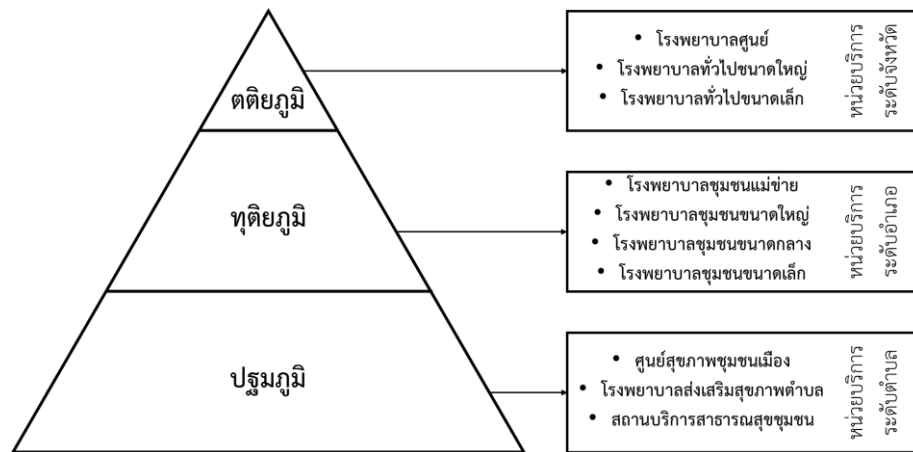 ตติยภูมิ
• โรงพยาบาลศูนย์
• โรงพยาบาลทั่วไปขนาดใหญ่
• โรงพยาบาลทั่วไปขนาดเล็ก
หน่วยบริการ
ระดับจังหวัด
ทุติยภูมิ
• โรงพยาบาลชุมชนแม่ข่าย
• โรงพยาบาลชุมชนขนาดใหญ่
• โรงพยาบาลชุมชนขนาดกลาง
• โรงพยาบาลชุมชนขนาดเล็ก
หน่วยบริการ
ระดับอำเภอ
ปฐมภูมิ
• ศูนย์สุขภาพชุมชนเมือง
• โรงพยาบาลส่งเสริมสุขภาพตำบล
• สถานบริการสาธารณสุขชุมชน
หน่วยบริการ
ระดับตำบล